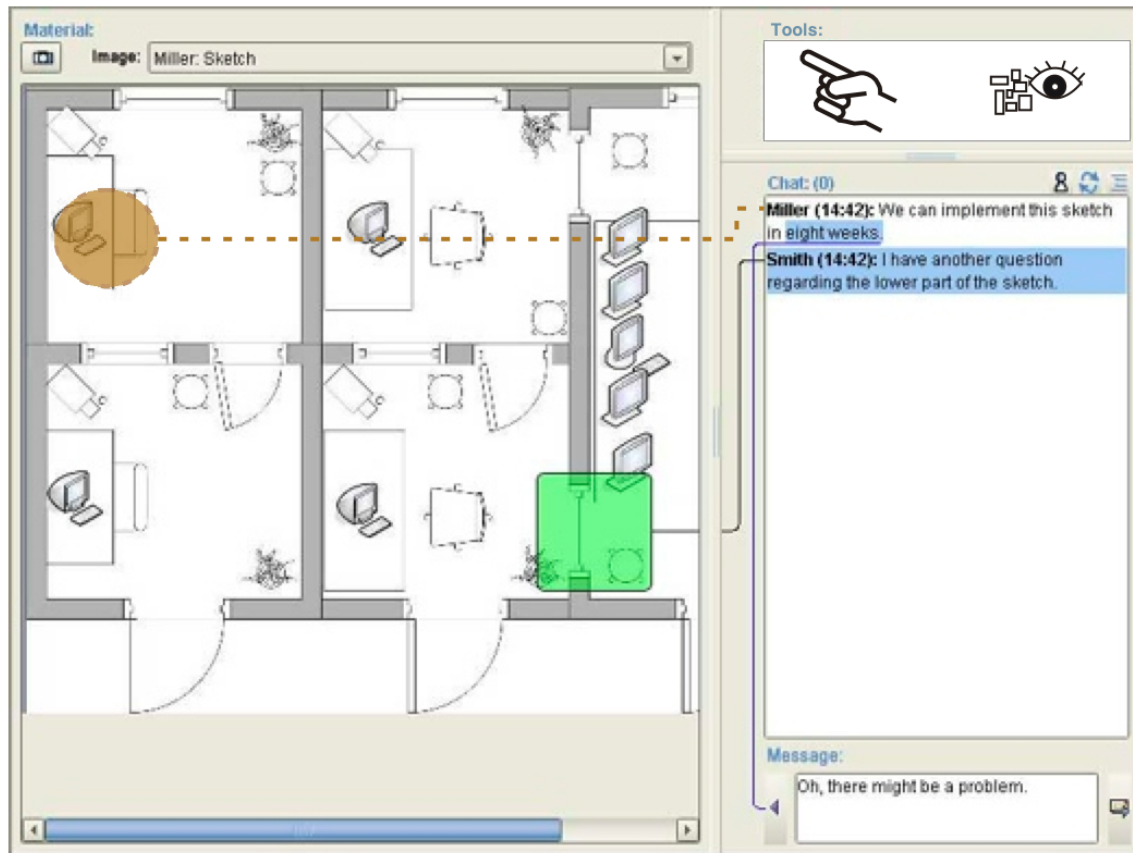 Material:
Image: Miller: Sketch
Tools:
Chat: (0)
Miller (14:42): We can implement this sketch
in eight weeks.
Smith (14:42): I have another question
regarding the lower part of the sketch.
Message:
Oh, there might be a problem.